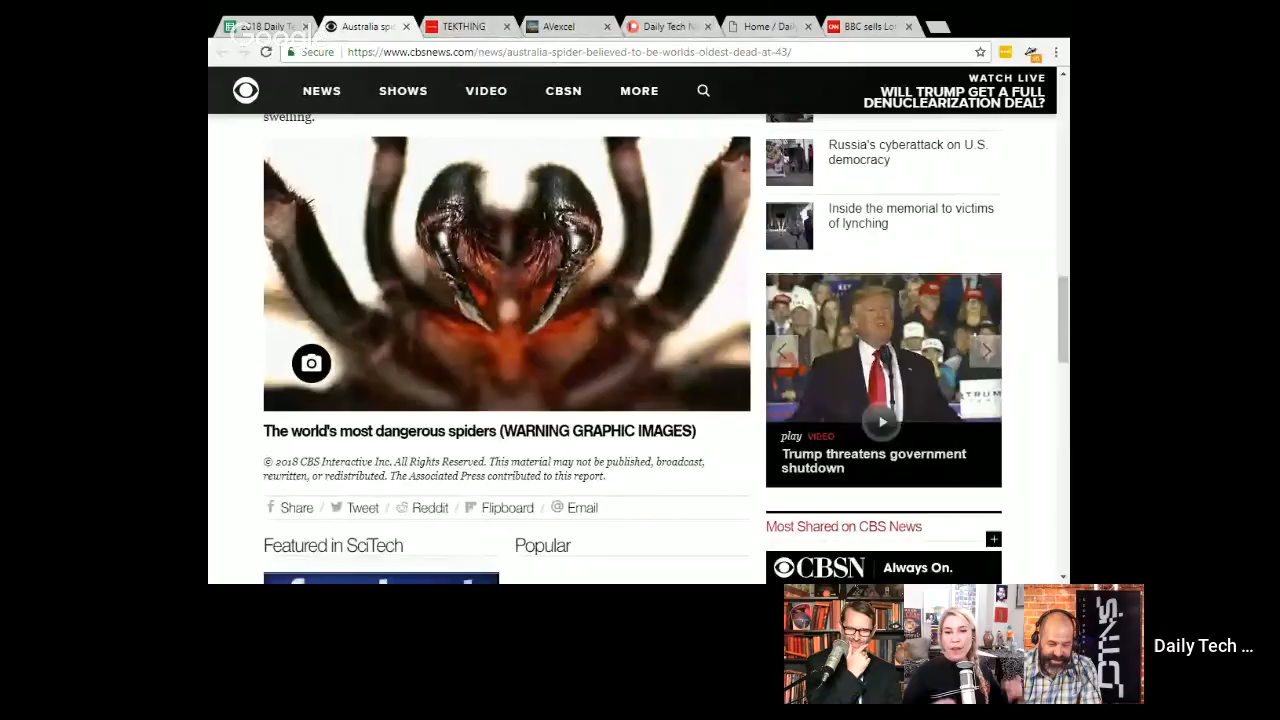 2018 Daily Te
Australia spi
TEKTHING
AVexcel
Daily Tech N
Home / Daily
BBC sells Lo
Google
Secure
https://www.cbsnews.com/news/australia-spider-believed-to-be-worlds-oldest-dead-at-43/
NEWS
SHOWS
VIDEO
CBSN
MORE
WATCH LIVE
WILL TRUMP GET A FULL
DENUCLEARIZATION DEAL?
swelling.
The world's most dangerous spiders (WARNING GRAPHIC IMAGES)
© 2018 CBS Interactive Inc. All Rights Reserved. This material may not be published, broadcast,
rewritten, or redistributed. The Associated Press contributed to this report.
Share / Tweet / Reddit / Flipboard / Email
Featured in SciTech
Popular
Russia's cyberattack on U.S.
democracy
Inside the memorial to victims
of lynching
TRUM
play VIDEO
Trump threatens government
shutdown
Most Shared on CBS News
+
CBSN Always On.
DTNS
Daily Tech ...